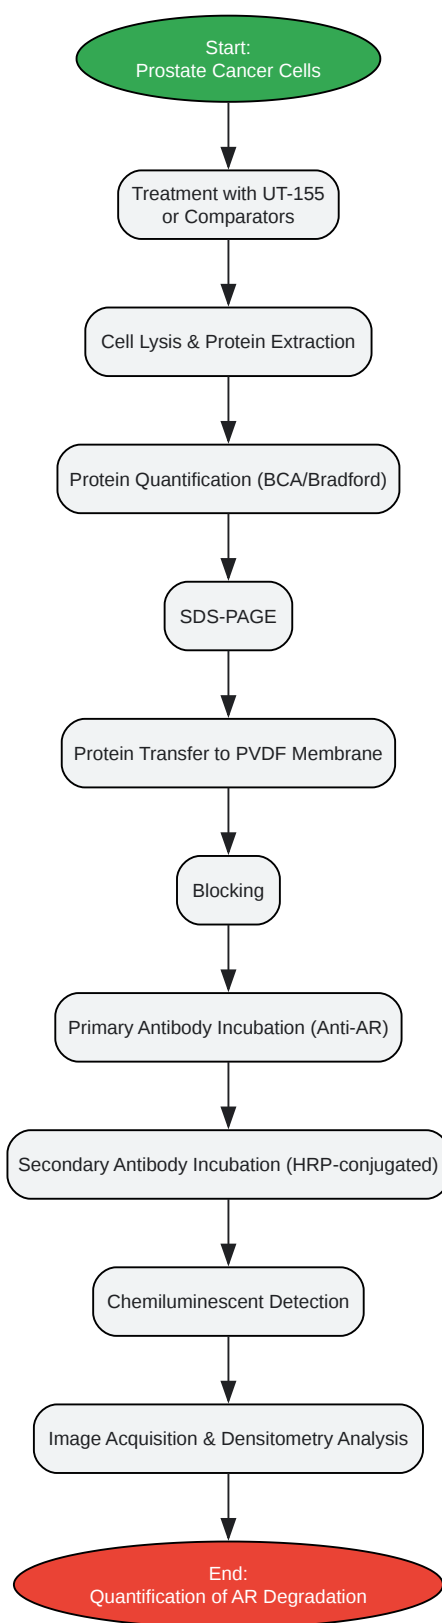 Start:
Prostate Cancer Cells
Treatment with UT-155
or Comparators
Cell Lysis & Protein Extraction
Protein Quantification (BCA/Bradford)
SDS-PAGE
Protein Transfer to PVDF Membrane
Blocking
Primary Antibody Incubation (Anti-AR)
Secondary Antibody Incubation (HRP-conjugated)
Chemiluminescent Detection
Image Acquisition & Densitometry Analysis
End:
Quantification of AR Degradation